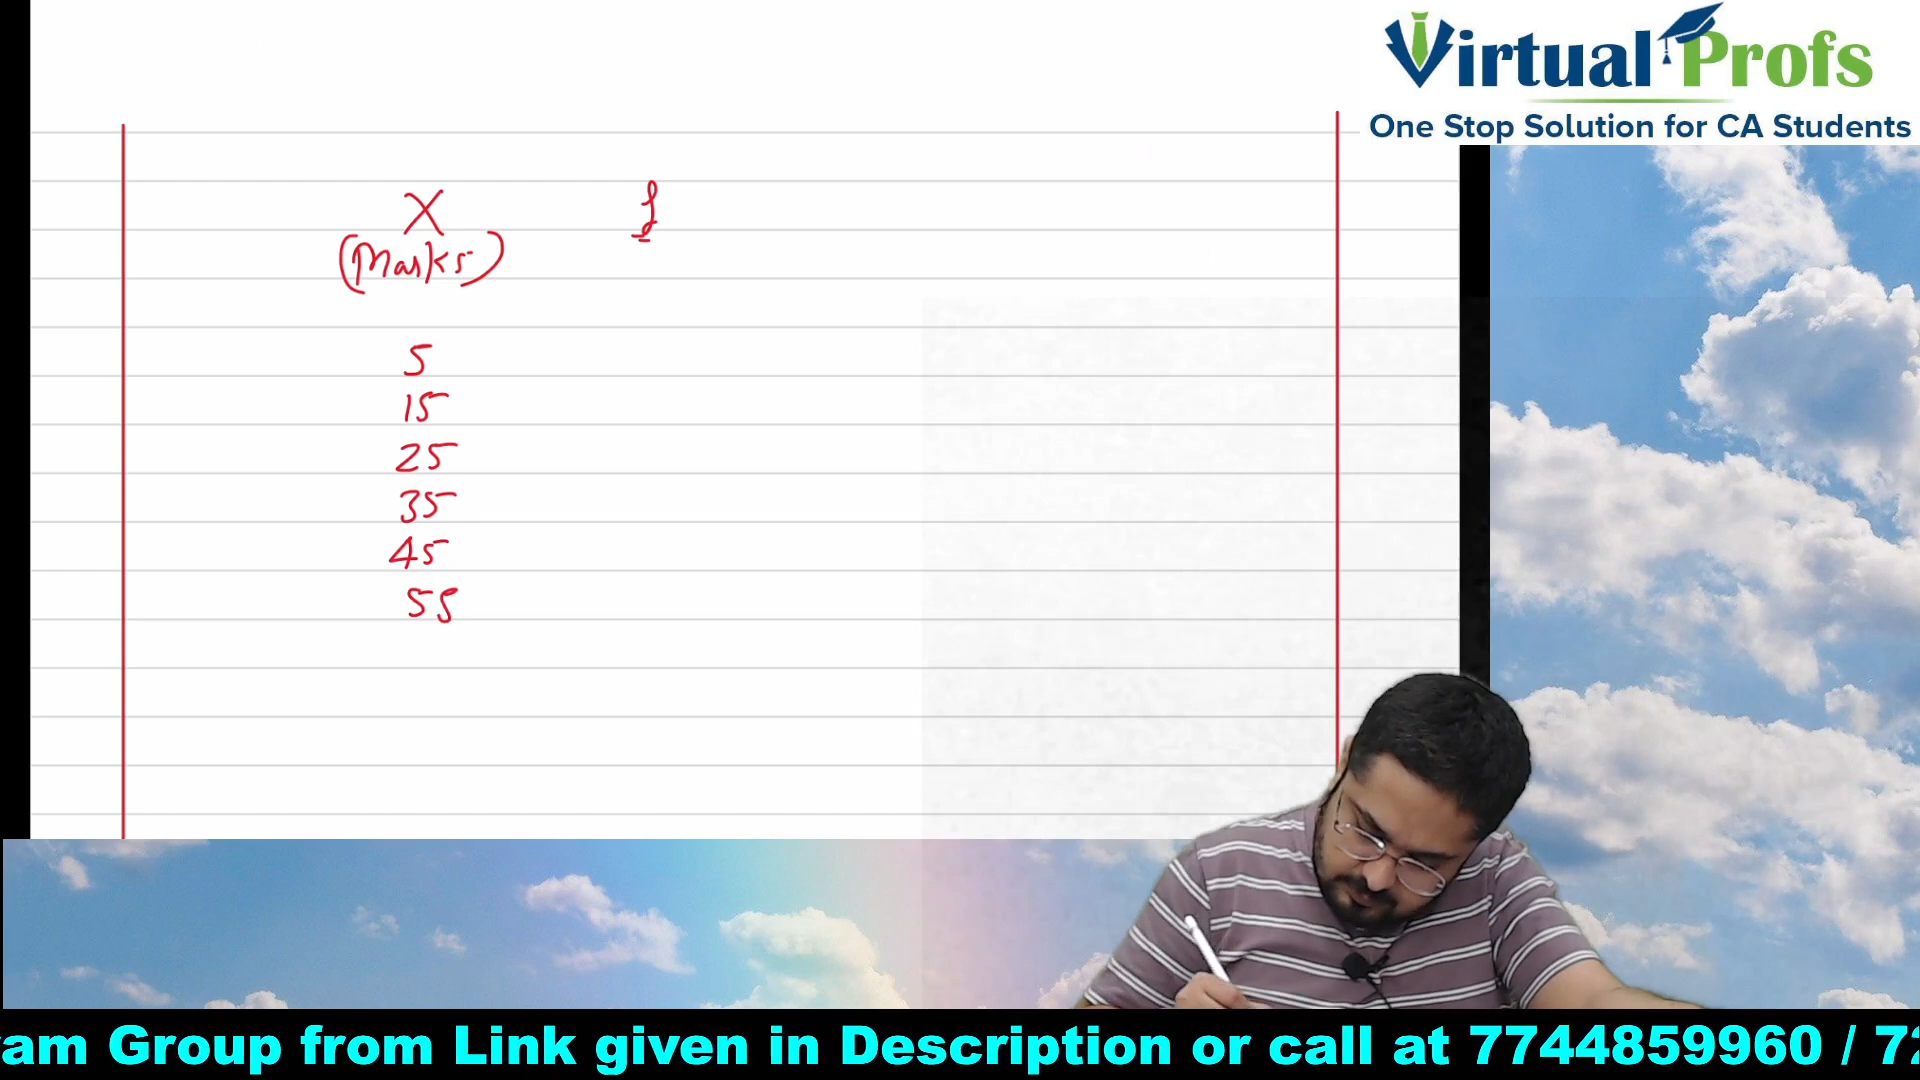 Virtual Profs
One Stop Solution for CA Students
X f
(Marks)
5
15
25
35
45
55
am Group from Link given in Description or call at 7744859960 / 72